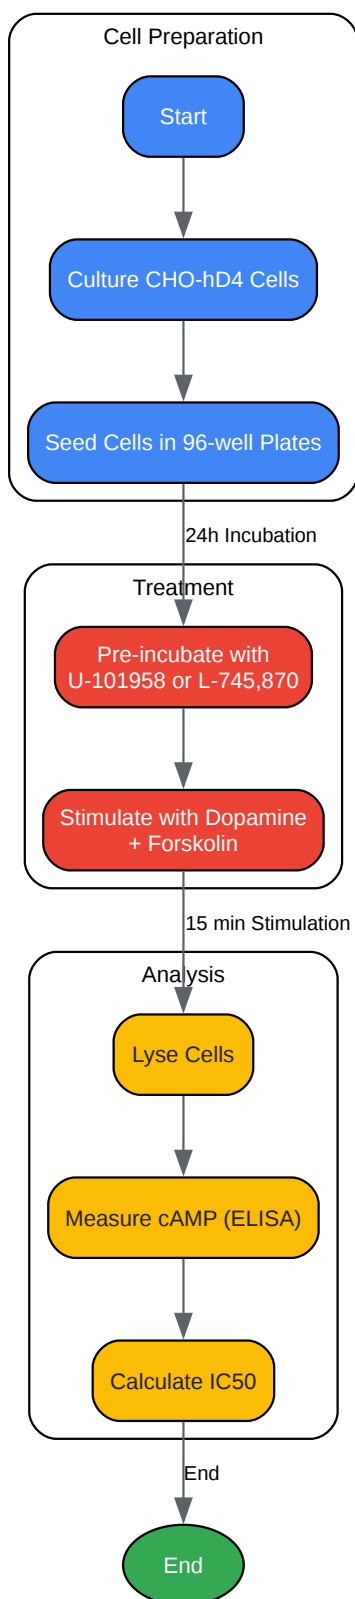 Cell Preparation
Start
Culture CHO-hD4 Cells
Seed Cells in 96-well Plates
24h Incubation
Treatment
Pre-incubate with
U-101958 or L-745,870
Stimulate with Dopamine
+ Forskolin
15 min Stimulation
Analysis
Lyse Cells
Measure cAMP (ELISA)
Calculate IC50
End
End